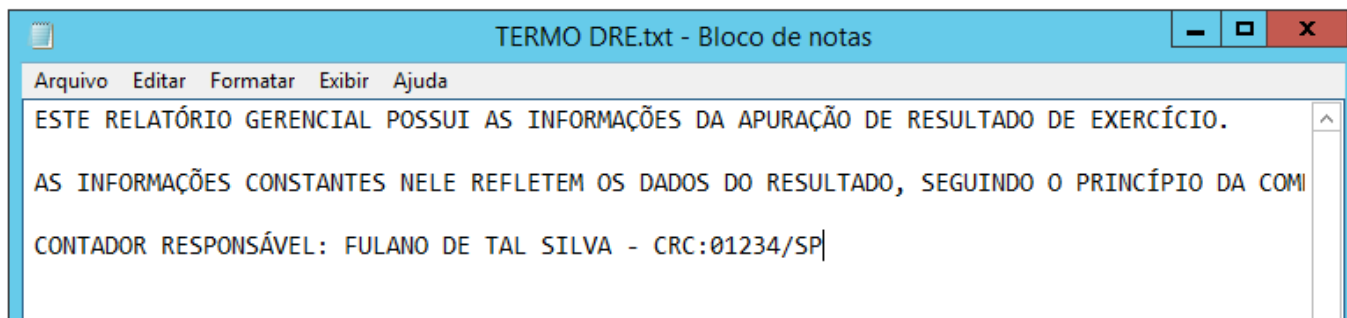 TERMO DRE.txt - Bloco de notas
Arquivo Editar Formatar Exibir Ajuda
ESTE RELATÓRIO GERENCIAL POSSUI AS INFORMAÇÕES DA APURAÇÃO DE RESULTADO DE EXERCÍCIO.
AS INFORMAÇÕES CONSTANTES NELE REFLETEM OS DADOS DO RESULTADO, SEGUINDO O PRINCÍPIO DA
CONTADOR RESPONSÁVEL: FULANO DE TAL SILVA - CRC:01234/SP